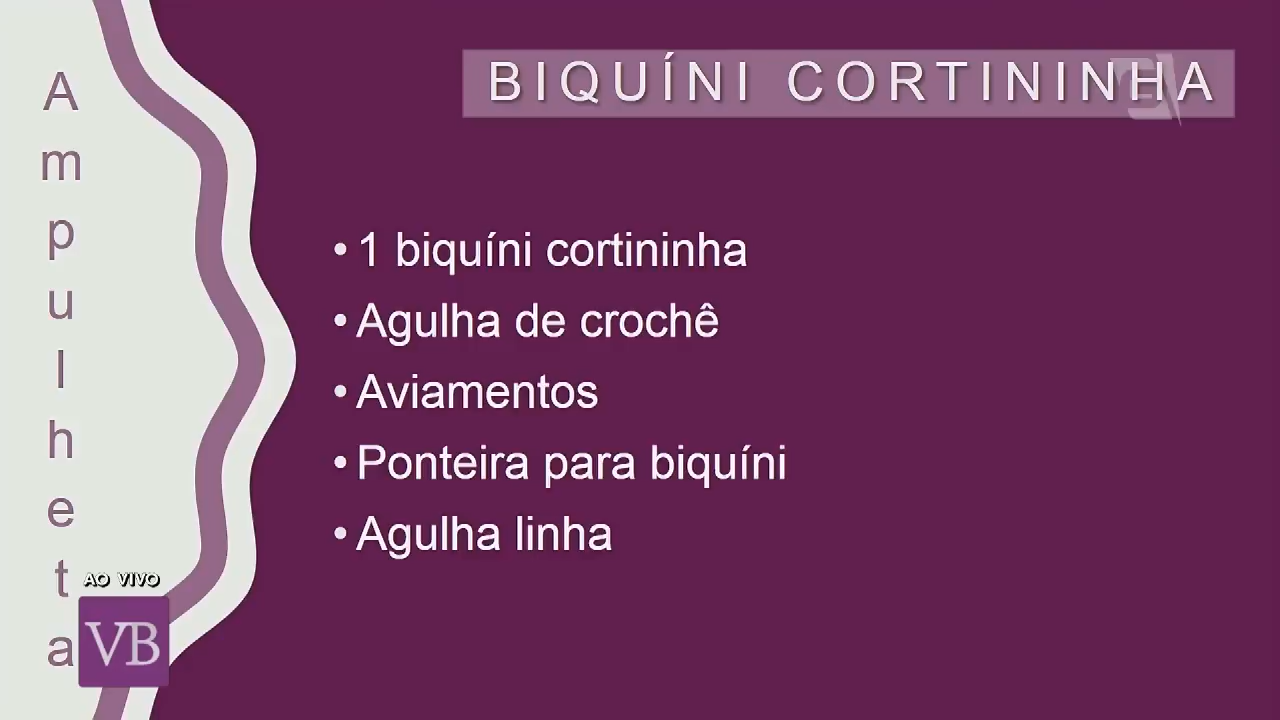 BIQUÍNI CORTININHA
• 1 biquíni cortininha
• Agulha de crochê
• Aviamentos
• Ponteira para biquíni
• Agulha linha
Ampulheta
AO VIVO
VB